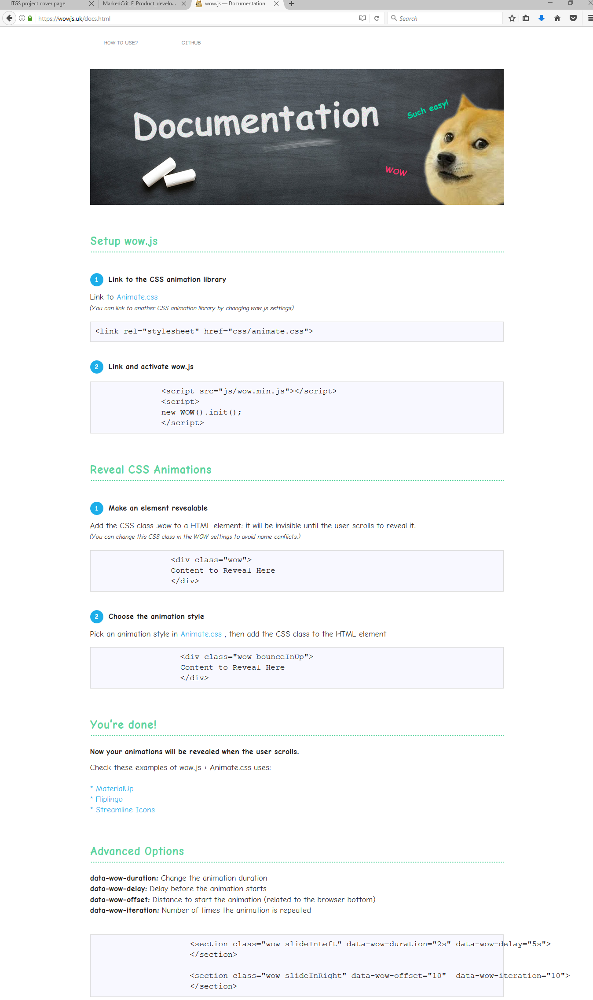 ITGS project cover page
MarkedCrit_E_Product_develo...
wow.js — Documentation
https://wowjs.uk/docs.html
Search
HOW TO USE?
GITHUB
Documentation
Such easy!
WOW
Setup wow.js
1 Link to the CSS animation library
Link to Animate.css
(You can link to another CSS animation library by changing wow.js settings)
<link rel="stylesheet" href="css/animate.css">
2 Link and activate wow.js
<script src="js/wow.min.js"></script>
<script>
new WOW().init();
</script>
Reveal CSS Animations
1 Make an element revealable
Add the CSS class .wow to a HTML element: it will be invisible until the user scrolls to reveal it.
(You can change this CSS class in the WOW settings to avoid name conflicts.)
<div class="wow">
Content to Reveal Here
</div>
2 Choose the animation style
Pick an animation style in Animate.css , then add the CSS class to the HTML element
<div class="wow bounceInUp">
Content to Reveal Here
</div>
You're done!
Now your animations will be revealed when the user scrolls.
Check these examples of wow.js + Animate.css uses:
* MaterialUp
* Fliplingo
* Streamline Icons
Advanced Options
data-wow-duration: Change the animation duration
data-wow-delay: Delay before the animation starts
data-wow-offset: Distance to start the animation (related to the browser bottom)
data-wow-iteration: Number of times the animation is repeated
<section class="wow slideInLeft" data-wow-duration="2s" data-wow-delay="5s">
</section>
<section class="wow slideInRight" data-wow-offset="10"  data-wow-iteration="10">
</section>